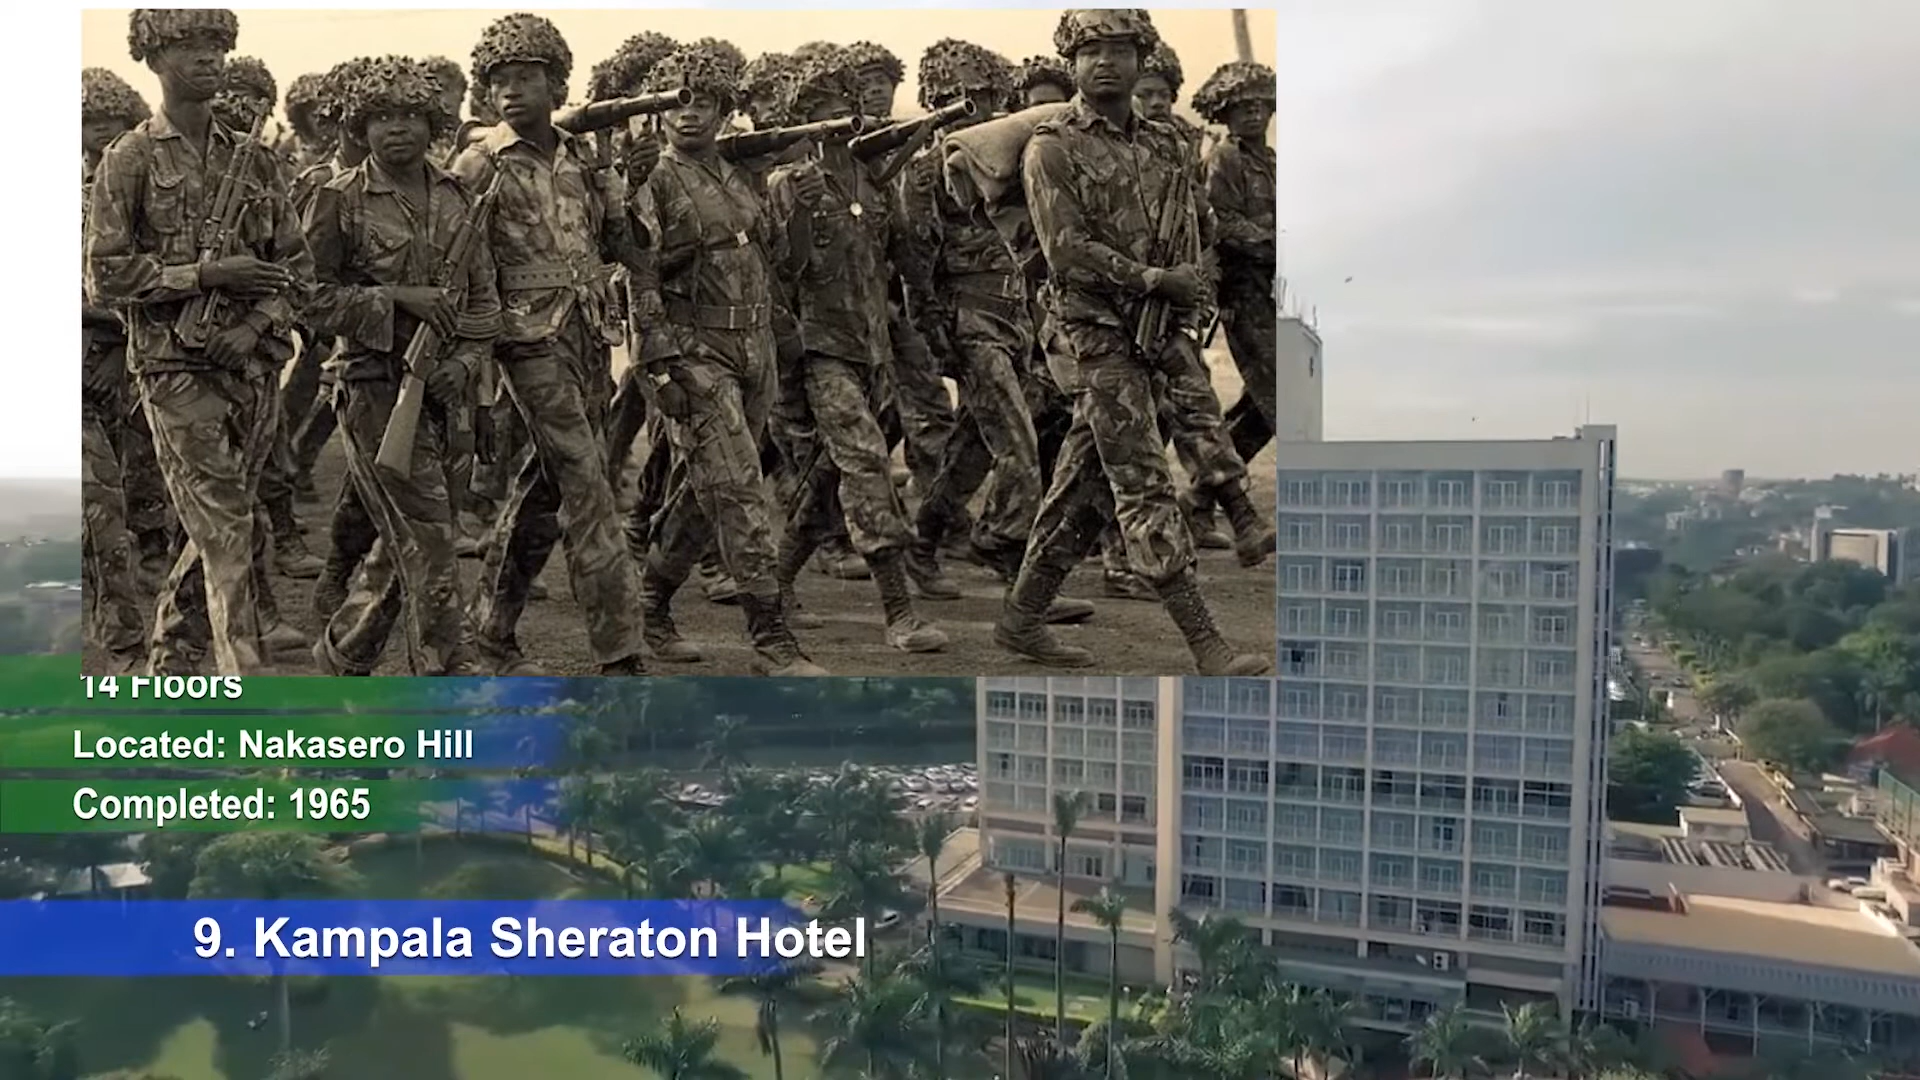 14 Floors
Located: Nakasero Hill
Completed: 1965
9. Kampala Sheraton Hotel